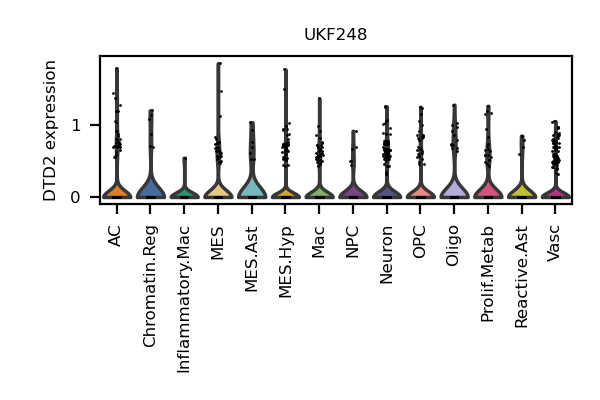 UKF248
DTD2 expression
1
0
AC
Chromatin.Reg
Inflammatory.Mac
MES
MES.Ast
MES.Hyp
Mac
NPC
Neuron
OPC
Oligo
Prolif.Metab
Reactive.Ast
Vasc